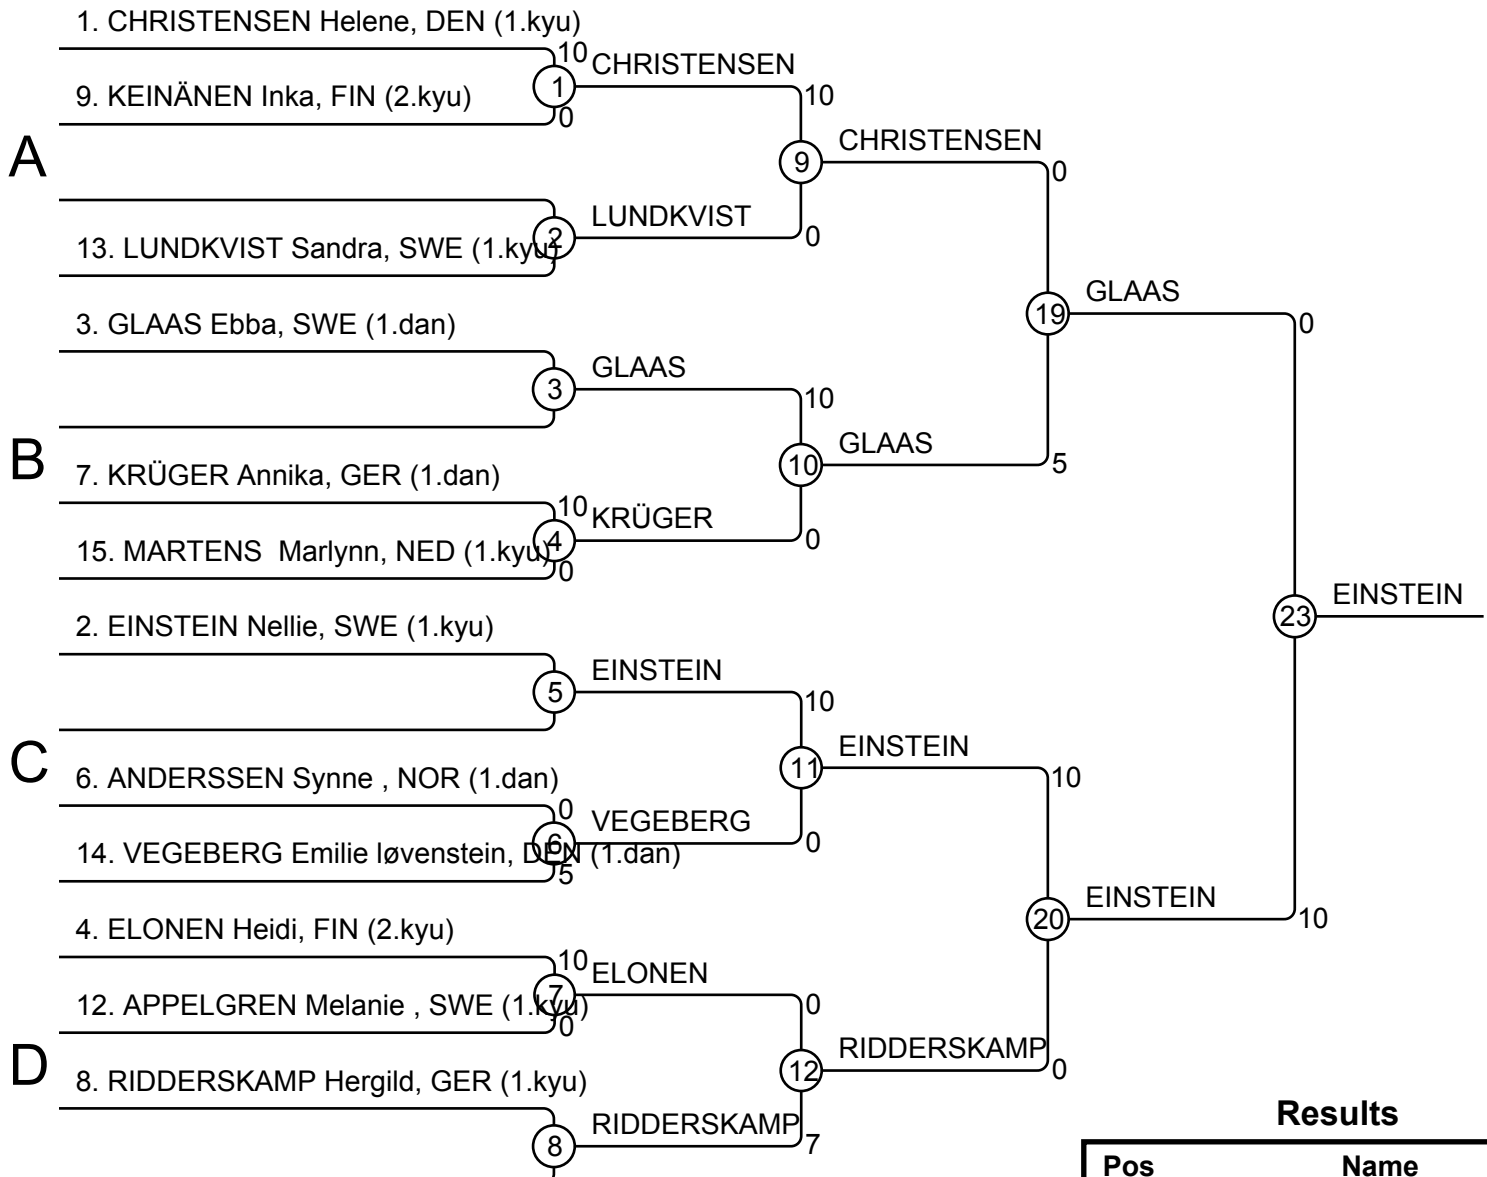 1. CHRISTENSEN Helene, DEN (1.kyu)
10
CHRISTENSEN
1
9. KEINÄNEN Inka, FIN (2.kyu)
0
10
A
CHRISTENSEN
9
0
LUNDKVIST
2
0
13. LUNDKVIST Sandra, SWE (1.kyu)
GLAAS
19
0
3. GLAAS Ebba, SWE (1.dan)
GLAAS
3
10
GLAAS
B
10
5
7. KRÜGER Annika, GER (1.dan)
10
KRÜGER
4
0
15. MARTENS Marlynn, NED (1.kyu)
0
EINSTEIN
23
2. EINSTEIN Nellie, SWE (1.kyu)
EINSTEIN
5
10
EINSTEIN
C
11
10
6. ANDERSSEN Synne , NOR (1.dan)
0
VEGEBERG
6
0
14. VEGEBERG Emilie løvenstein, DEN (1.dan)
5
EINSTEIN
20
10
4. ELONEN Heidi, FIN (2.kyu)
10
ELONEN
7
0
12. APPELGREN Melanie , SWE (1.kyu)
0
RIDDERSKAMP
D
12
0
8. RIDDERSKAMP Hergild, GER (1.kyu)
RIDDERSKAMP
8
7
Results
Pos Name